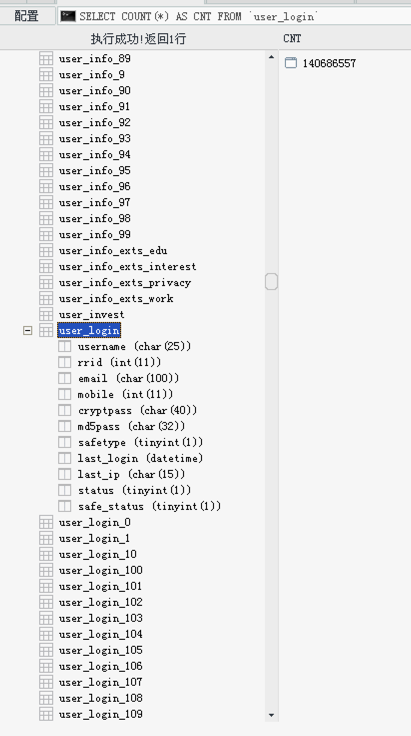 配置 SELECT COUNT(*) AS CNT FROM `user_login`
执行成功!返回1行 CNT
user_info_89
140686557
user_info_9
user_info_90
user_info_91
user_info_92
user_info_93
user_info_94
user_info_95
user_info_96
user_info_97
user_info_98
user_info_99
user_info_exts_edu
user_info_exts_interest
user_info_exts_privacy
user_info_exts_work
user_invest
user_login
username (char(25))
rrid (int(11))
email (char(100))
mobile (int(11))
cryptpass (char(40))
md5pass (char(32))
safetype (tinyint(1))
last_login (datetime)
last_ip (char(15))
status (tinyint(1))
safe_status (tinyint(1))
user_login_0
user_login_1
user_login_10
user_login_100
user_login_101
user_login_102
user_login_103
user_login_104
user_login_105
user_login_106
user_login_107
user_login_108
user_login_109